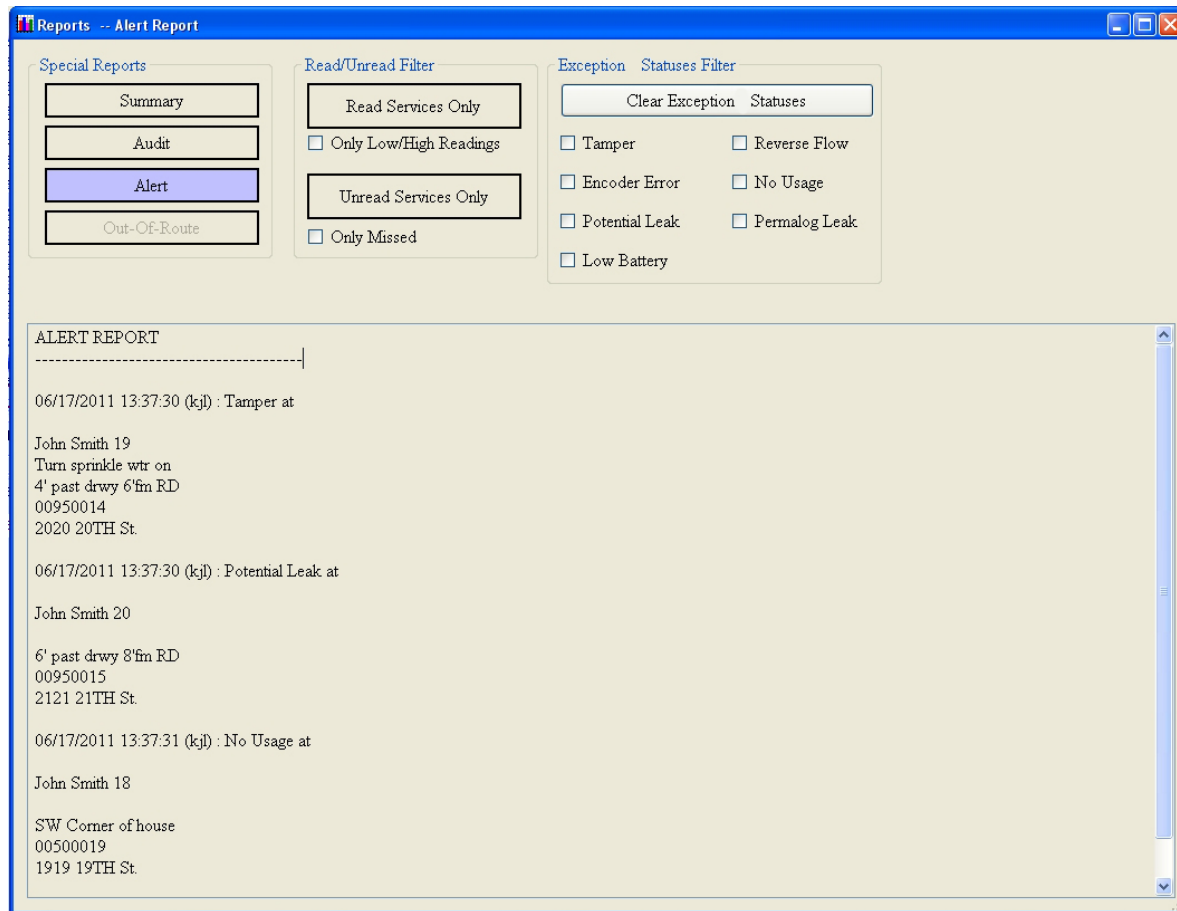 Reports -- Alert Report
Special Reports
Summary
Audit
Alert
Out-Of-Route
Read/Unread Filter
Read Services Only
Only Low/High Readings
Unread Services Only
Only Missed
Exception Statuses Filter
Clear Exception Statuses
Tamper
Reverse Flow
Encoder Error
No Usage
Potential Leak
Permalog Leak
Low Battery
ALERT REPORT
----------------------------------------
06/17/2011 13:37:30 (kjl) : Tamper at
John Smith 19
Turn sprinkle wtr on
4' past drwy 6'fm RD
00950014
2020 20TH St.
06/17/2011 13:37:30 (kjl) : Potential Leak at
John Smith 20
6' past drwy 8'fm RD
00950015
2121 21TH St.
06/17/2011 13:37:31 (kjl) : No Usage at
John Smith 18
SW Corner of house
00500019
1919 19TH St.